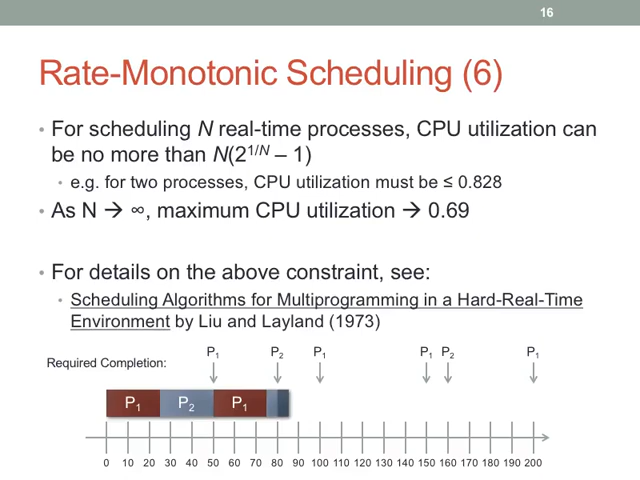 16
Rate-Monotonic Scheduling (6)
• For scheduling N real-time processes, CPU utilization can
be no more than N(2^{1/N} – 1)
• e.g. for two processes, CPU utilization must be ≤ 0.828
• As N → ∞, maximum CPU utilization → 0.69
• For details on the above constraint, see:
• Scheduling Algorithms for Multiprogramming in a Hard-Real-Time
Environment by Liu and Layland (1973)
P₁ P₂ P₁ P₁ P₂ P₁
Required Completion:
P₁ P₂ P₁
0 10 20 30 40 50 60 70 80 90 100 110 120 130 140 150 160 170 180 190 200